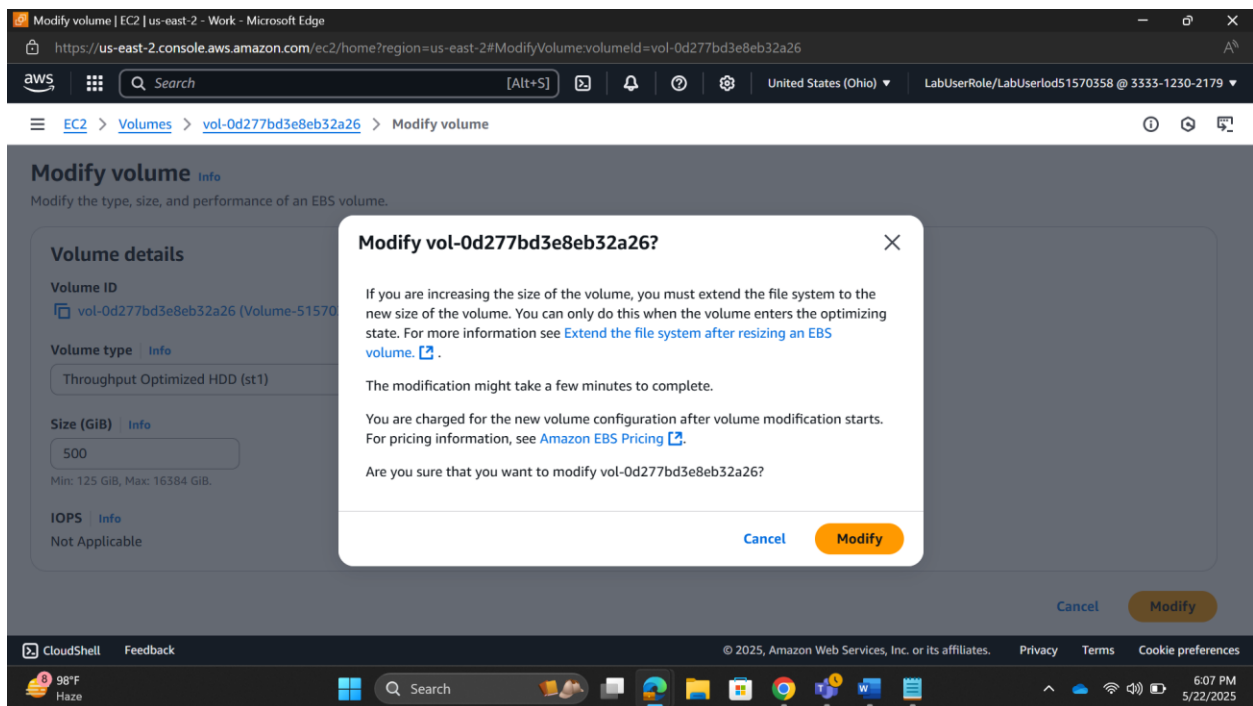 Modify volume | EC2 | us-east-2 - Work - Microsoft Edge
https://us-east-2.console.aws.amazon.com/ec2/home?region=us-east-2#ModifyVolume:volumeId=vol-0d277bd3e8eb32a26
aws Search [Alt+S] United States (Ohio) LabUserRole/LabUserlod51570358 @ 3333-1230-2179
EC2 > Volumes > vol-0d277bd3e8eb32a26 > Modify volume
Modify volume Info
Modify the type, size, and performance of an EBS volume.
Volume details
Volume ID
vol-0d277bd3e8eb32a26 (Volume-51570
Volume type Info
Throughput Optimized HDD (st1)
Size (GiB) Info
500
Min: 125 GiB, Max: 16384 GiB.
IOPS Info
Not Applicable
Modify vol-0d277bd3e8eb32a26?
If you are increasing the size of the volume, you must extend the file system to the
new size of the volume. You can only do this when the volume enters the optimizing
state. For more information see Extend the file system after resizing an EBS
volume. .
The modification might take a few minutes to complete.
You are charged for the new volume configuration after volume modification starts.
For pricing information, see Amazon EBS Pricing .
Are you sure that you want to modify vol-0d277bd3e8eb32a26?
Cancel Modify
Cancel Modify
CloudShell Feedback © 2025, Amazon Web Services, Inc. or its affiliates. Privacy Terms Cookie preferences
8 98°F Search 6:07 PM
Haze 5/22/2025